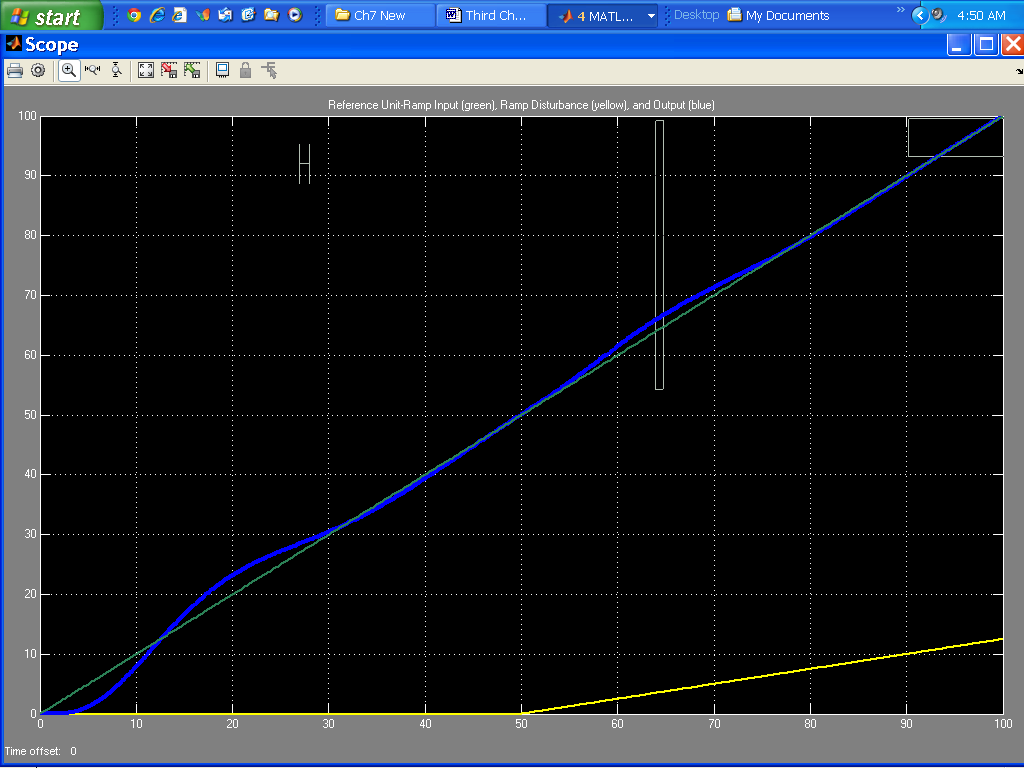 start
Ch7 New
Third Ch...
4 MATL...
Desktop
My Documents
»
4:50 AM
Scope
Reference Unit-Ramp Input (green), Ramp Disturbance (yellow), and Output (blue)
100
90
80
70
60
50
40
30
20
10
0
0 10 20 30 40 50 60 70 80 90 100
Time offset: 0